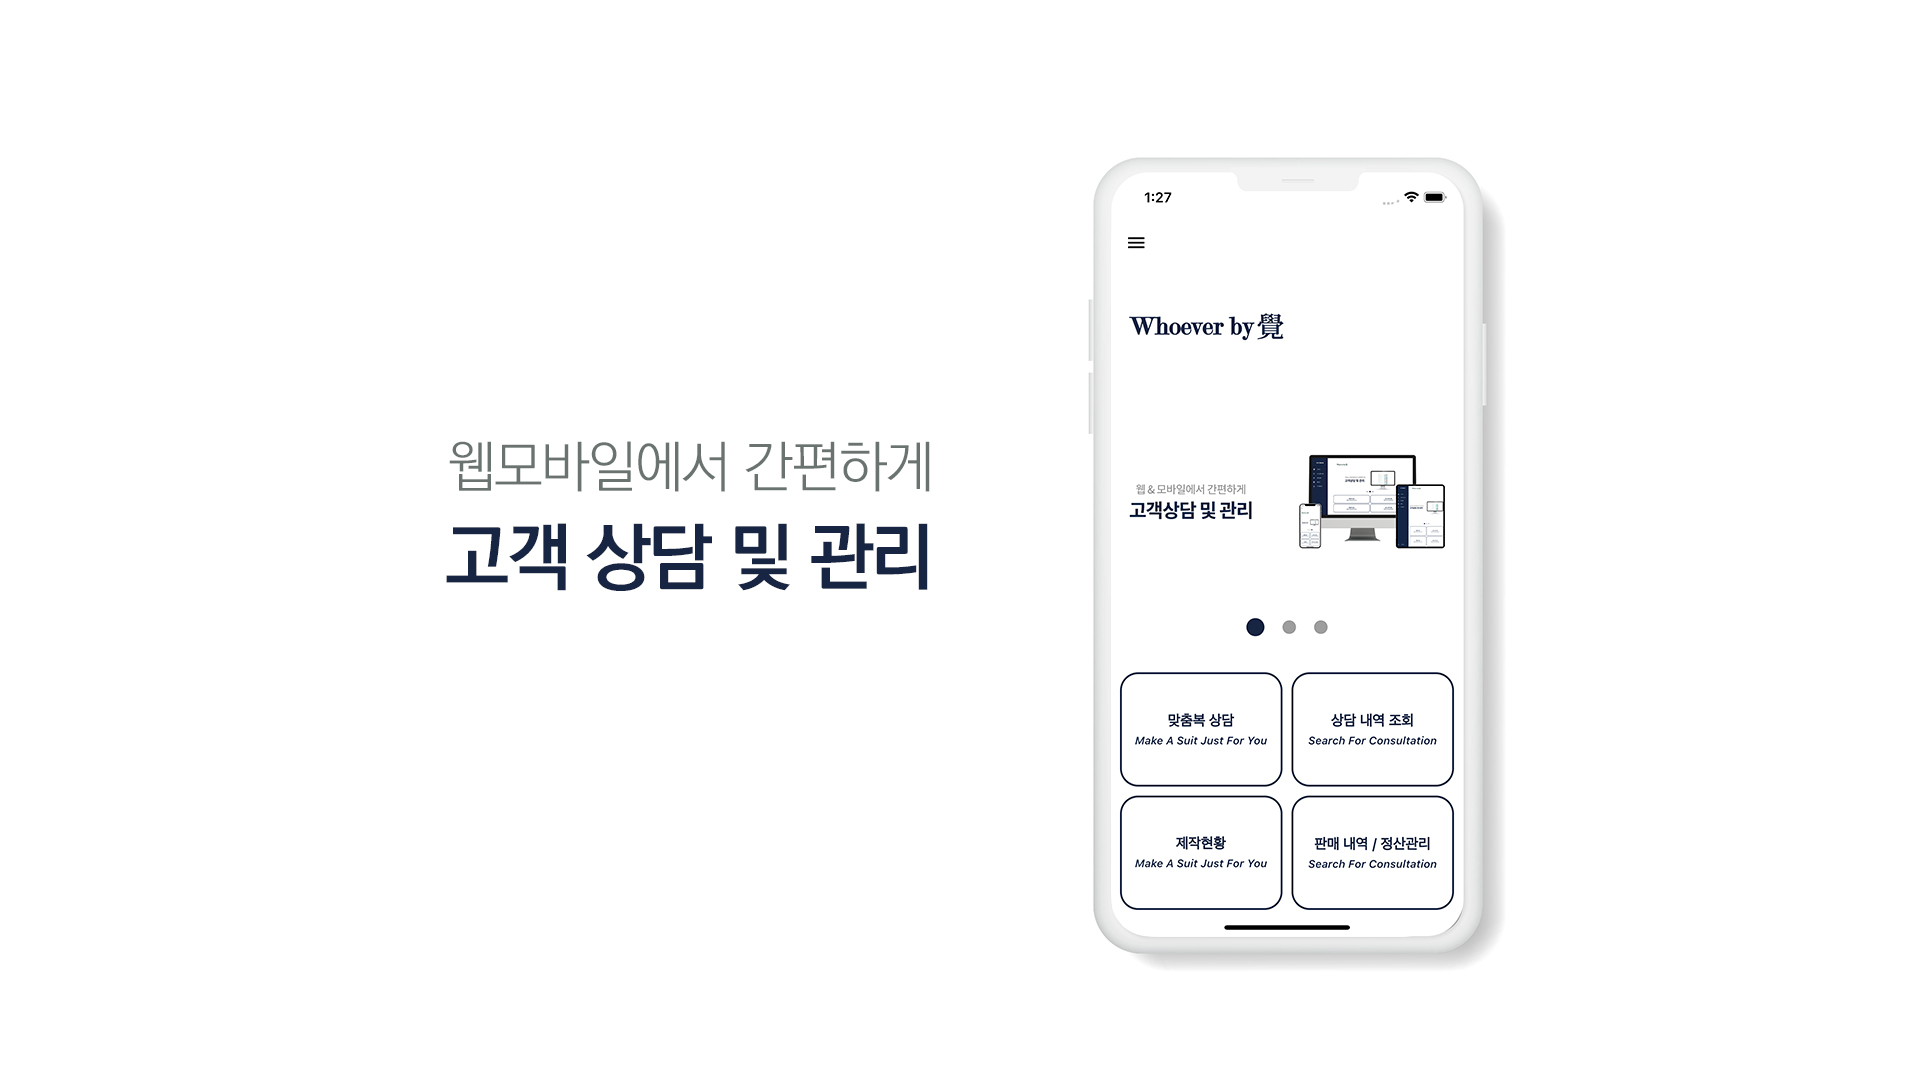 웹모바일에서 간편하게
고객 상담 및 관리
1:27
Whoever by 覺
웹 & 모바일에서 간편하게
고객상담 및 관리
맞춤복 상담
Make A Suit Just For You
상담 내역 조회
Search For Consultation
제작현황
Make A Suit Just For You
판매 내역 / 정산관리
Search For Consultation